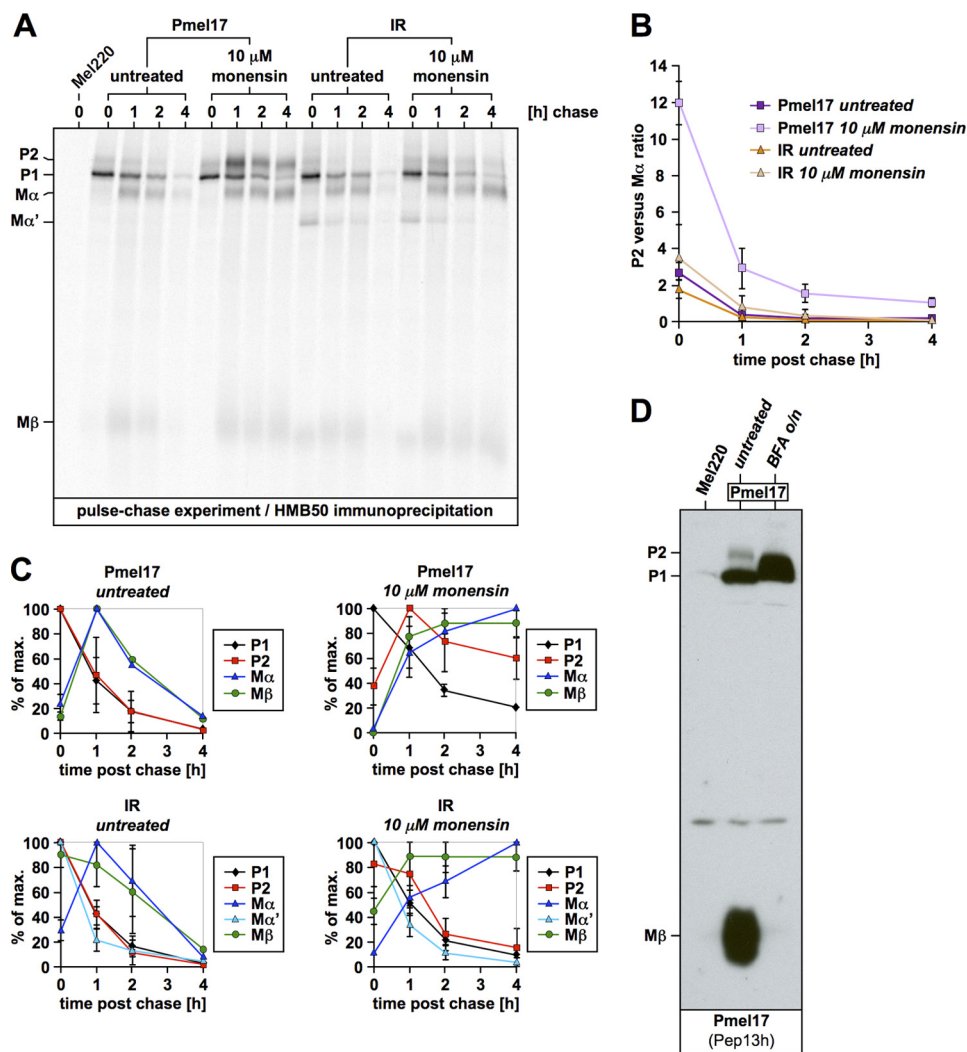 A
Pmel17
IR
Mel220
untreated
10 μM
monensin
untreated
10 μM
monensin
0 0 1 2 4 0 1 2 4 0 1 2 4 0 1 2 4 [h] chase
P2
P1
Mα
Mα’
Mβ
pulse-chase experiment / HMB50 immunoprecipitation
B
P2 versus Mα ratio
14
12
10
8
6
4
2
0
Pmel17 untreated
Pmel17 10 μM monensin
IR untreated
IR 10 μM monensin
0 1 2 3 4
time post chase [h]
C
Pmel17
untreated
% of max.
100
80
60
40
20
0
P1
P2
Mα
Mβ
0 1 2 3 4
time post chase [h]
Pmel17
10 μM monensin
% of max.
100
80
60
40
20
0
P1
P2
Mα
Mβ
0 1 2 3 4
time post chase [h]
IR
untreated
% of max.
100
80
60
40
20
0
P1
P2
Mα
Mα’
Mβ
0 1 2 3 4
time post chase [h]
IR
10 μM monensin
% of max.
100
80
60
40
20
0
P1
P2
Mα
Mα’
Mβ
0 1 2 3 4
time post chase [h]
D
Mel220
untreated
BFA o/n
Pmel17
P2
P1
Mβ
Pmel17
(Pep13h)